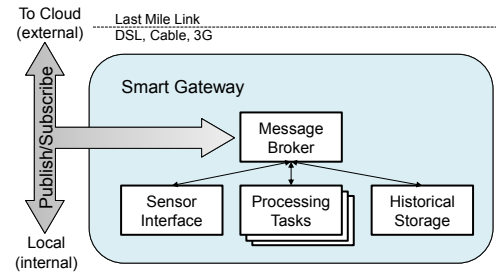 To Cloud
(external)
Last Mile Link
DSL, Cable, 3G
Publish/Subscribe
Smart Gateway
Message
Broker
Sensor
Interface
Processing
Tasks
Historical
Storage
Local
(internal)